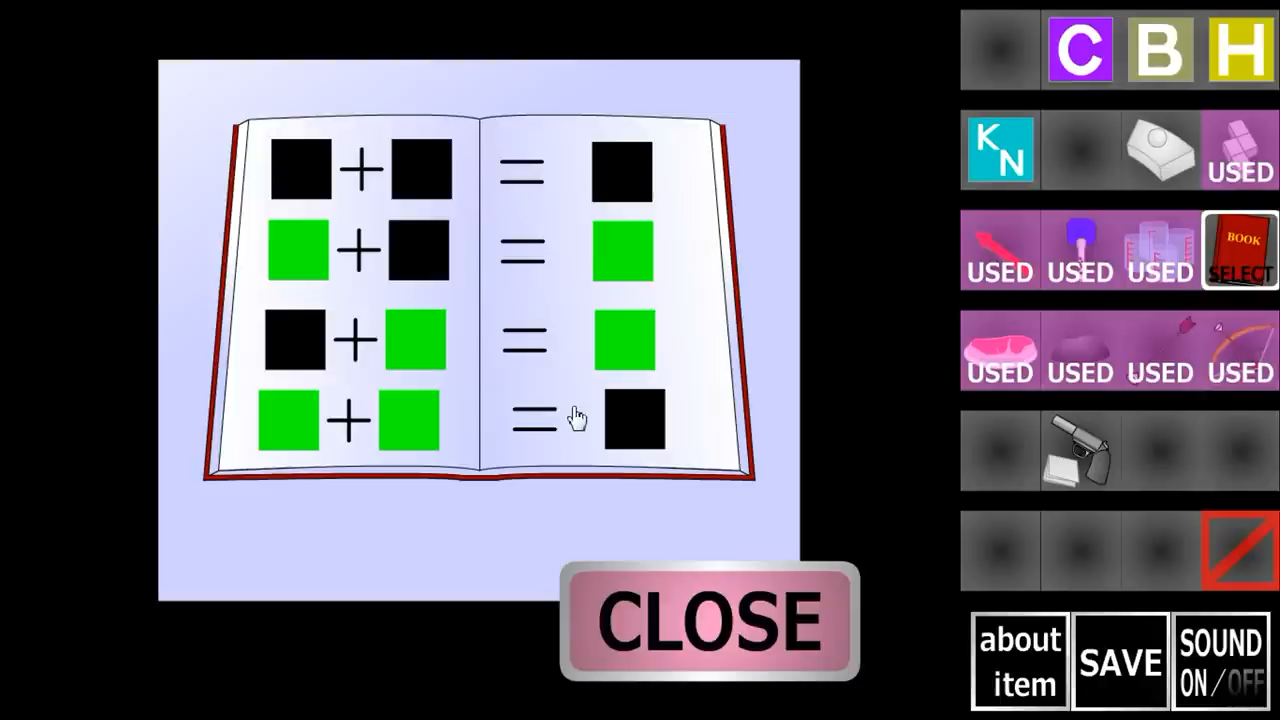 C B H
K
N
USED
USED USED USED BOOK
SELECT
USED USED USED USED
+ =
+ =
+ =
+ =
CLOSE
about
item
SAVE
SOUND
ON/OFF